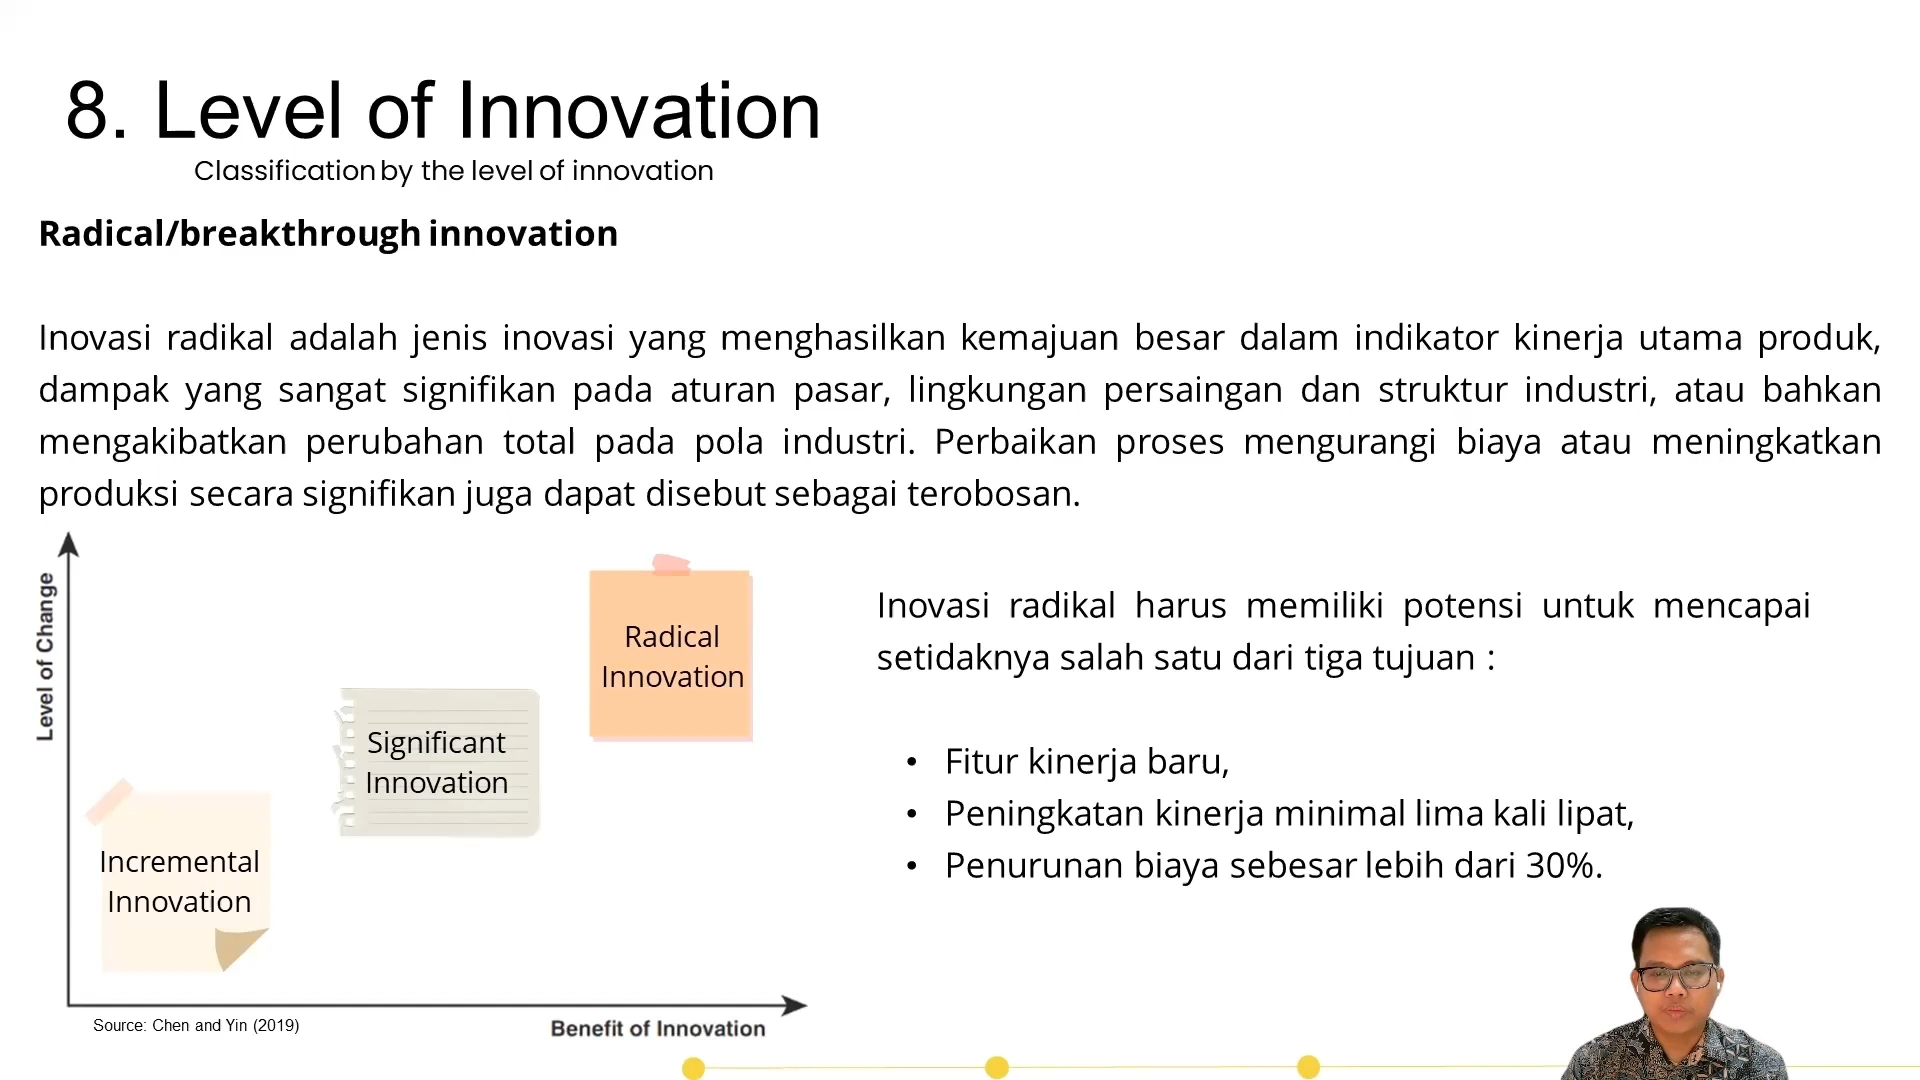 8. Level of Innovation
Classification by the level of innovation
Radical/breakthrough innovation
Inovasi radikal adalah jenis inovasi yang menghasilkan kemajuan besar dalam indikator kinerja utama produk,
dampak yang sangat signifikan pada aturan pasar, lingkungan persaingan dan struktur industri, atau bahkan
mengakibatkan perubahan total pada pola industri. Perbaikan proses mengurangi biaya atau meningkatkan
produksi secara signifikan juga dapat disebut sebagai terobosan.
Level of Change
Radical
Innovation
Significant
Innovation
Incremental
Innovation
Source: Chen and Yin (2019)
Benefit of Innovation
Inovasi radikal harus memiliki potensi untuk mencapai
setidaknya salah satu dari tiga tujuan :
• Fitur kinerja baru,
• Peningkatan kinerja minimal lima kali lipat,
• Penurunan biaya sebesar lebih dari 30%.